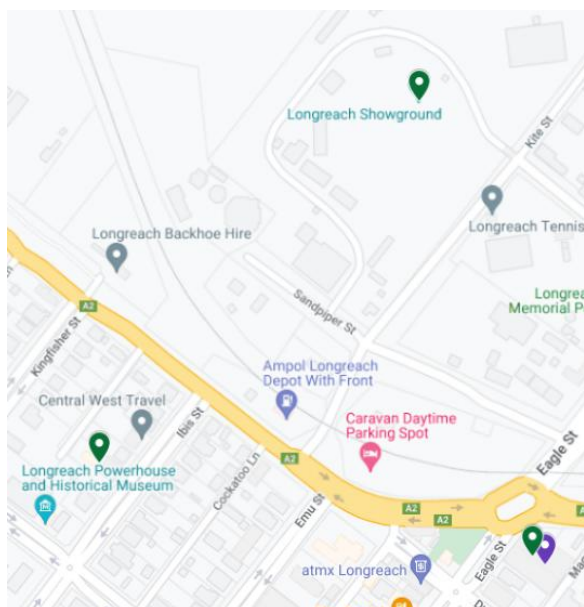 Longreach Showground
Kite St
Longreach Backhoe Hire
Longreach Tennis
Sandpiper St
Longrea
Memorial P
A2
Kingfisher St
Ampol Longreach
Depot With Front
Central West Travel
Ibis St
Caravan Daytime
Parking Spot
Eagle St
Longreach Powerhouse
and Historical Museum
Cockatoo Ln
A2
Emu St
A2
A2
A2
Eagle St
Ma
atmx Longreach